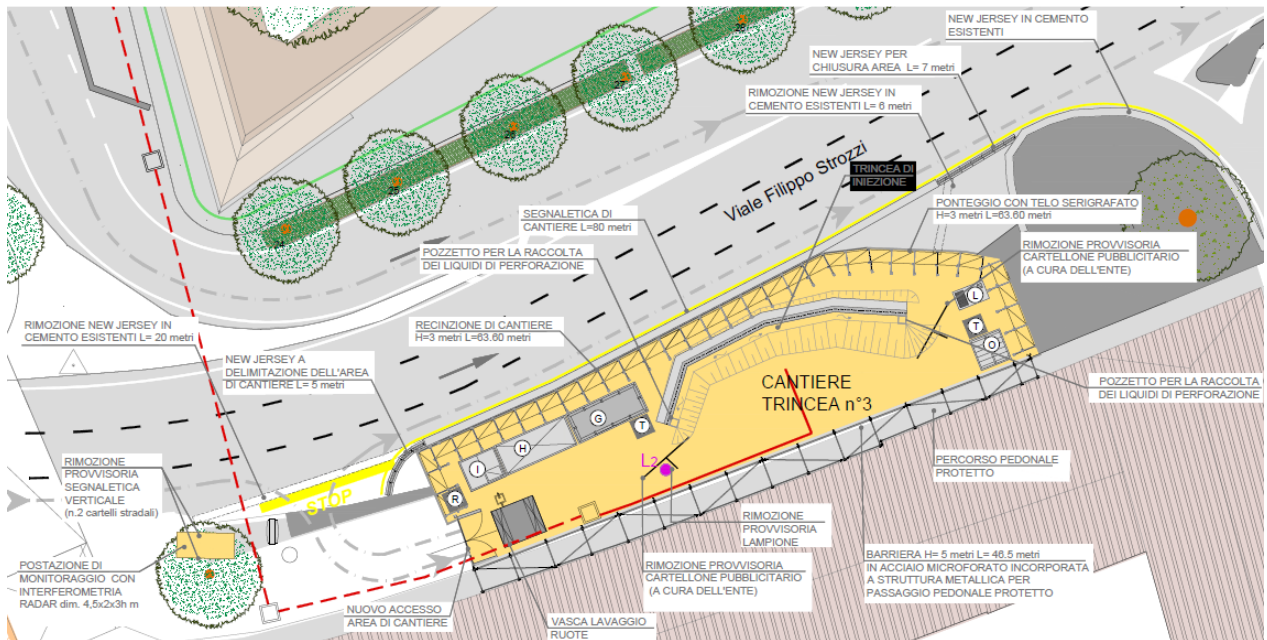 NEW JERSEY IN CEMENTO
ESISTENTI
NEW JERSEY PER
CHIUSURA AREA L= 7 metri
RIMOZIONE NEW JERSEY IN
CEMENTO ESISTENTI L= 6 metri
28
27
26
25
24
Viale Filippo Strozzi
TRINCEA DI
INIEZIONE
SEGNALETICA DI
CANTIERE L=80 metri
PONTEGGIO CON TELO SERIGRAFATO
H=3 metri L=63.60 metri
POZZETTO PER LA RACCOLTA
DEI LIQUIDI DI PERFORAZIONE
RIMOZIONE PROVVISORIA
CARTELLONE PUBBLICITARIO
(A CURA DELL'ENTE)
RIMOZIONE NEW JERSEY IN
CEMENTO ESISTENTI L= 20 metri
RECINZIONE DI CANTIERE
H=3 metri L=63.60 metri
NEW JERSEY A
DELIMITAZIONE DELL'AREA
DI CANTIERE L= 5 metri
L
T
O
CANTIERE
TRINCEA n°3
POZZETTO PER LA RACCOLTA
DEI LIQUIDI DI PERFORAZIONE
G
T
H
I
R
L2
STOP
RIMOZIONE
PROVVISORIA
SEGNALETICA
VERTICALE
(n.2 cartelli stradali)
PERCORSO PEDONALE
PROTETTO
RIMOZIONE
PROVVISORIA
LAMPIONE
BARRIERA H= 5 metri L= 46.5 metri
IN ACCIAIO MICROFORATO INCORPORATA
A STRUTTURA METALLICA PER
PASSAGGIO PEDONALE PROTETTO
POSTAZIONE DI
MONITORAGGIO CON
INTERFEROMETRIA
RADAR dim. 4,5x2x3h m
RIMOZIONE PROVVISORIA
CARTELLONE PUBBLICITARIO
(A CURA DELL'ENTE)
NUOVO ACCESSO
AREA DI CANTIERE
VASCA LAVAGGIO
RUOTE